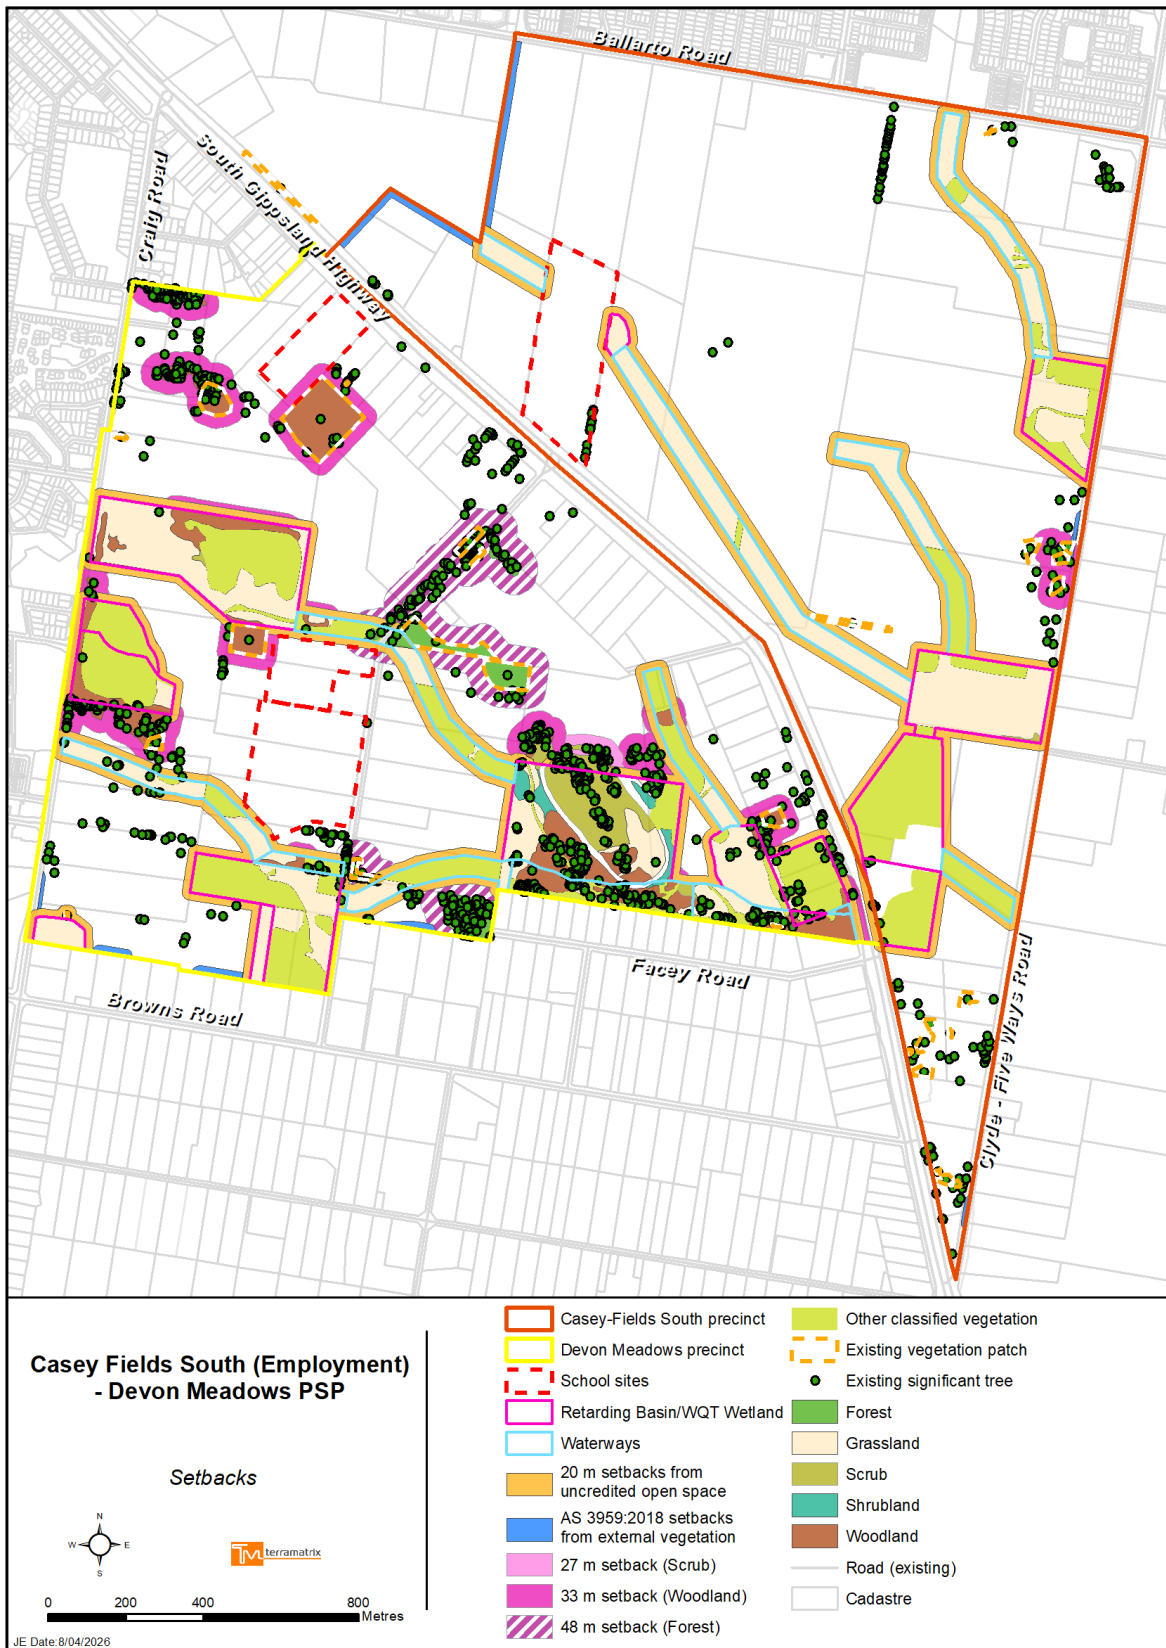 Ballarto Road
South Gippsland Highway
Craig Road
Facey Road
Browns Road
Clyde - Five Ways Road
Casey Fields South (Employment)
- Devon Meadows PSP
Setbacks
N
W
E
S
TM terramatrix
0 200 400 800
Metres
JE Date:8/04/2026
Casey-Fields South precinct
Devon Meadows precinct
School sites
Retarding Basin/WQT Wetland
Waterways
20 m setbacks from
uncredited open space
AS 3959:2018 setbacks
from external vegetation
27 m setback (Scrub)
33 m setback (Woodland)
48 m setback (Forest)
Other classified vegetation
Existing vegetation patch
Existing significant tree
Forest
Grassland
Scrub
Shrubland
Woodland
Road (existing)
Cadastre